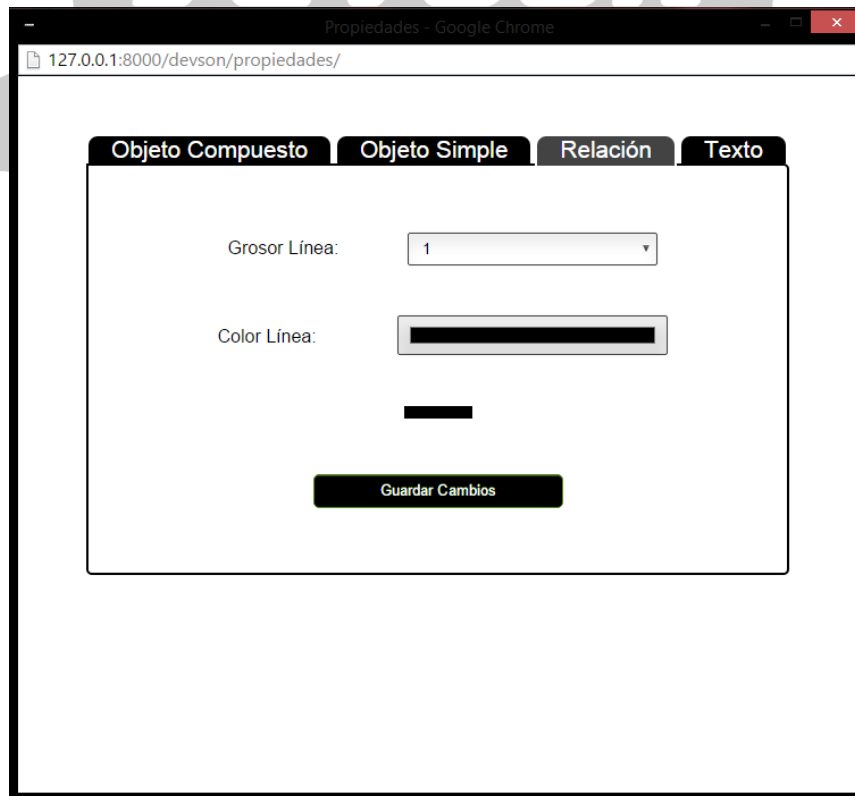 Propiedades - Google Chrome
127.0.0.1:8000/devson/propiedades/
Objeto Compuesto Objeto Simple Relación Texto
Grosor Línea: 1
Color Línea:
Guardar Cambios